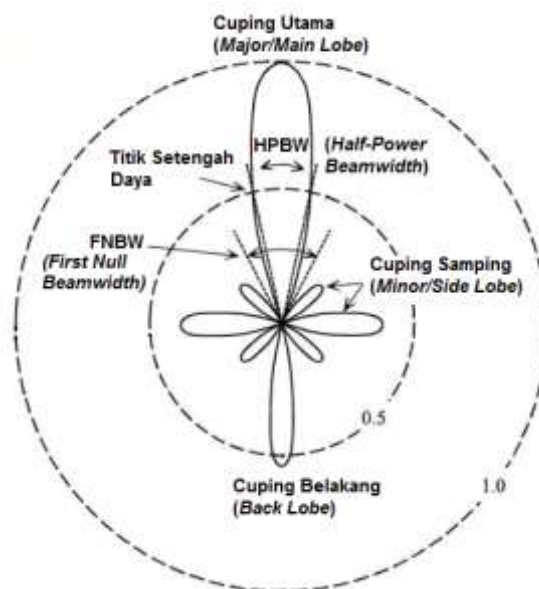 Cuping Utama
(Major/Main Lobe)
HPBW
(Half-Power
Beamwidth)
Titik Setengah
Daya
FNBW
(First Null
Beamwidth)
Cuping Samping
(Minor/Side Lobe)
0.5
1.0
Cuping Belakang
(Back Lobe)